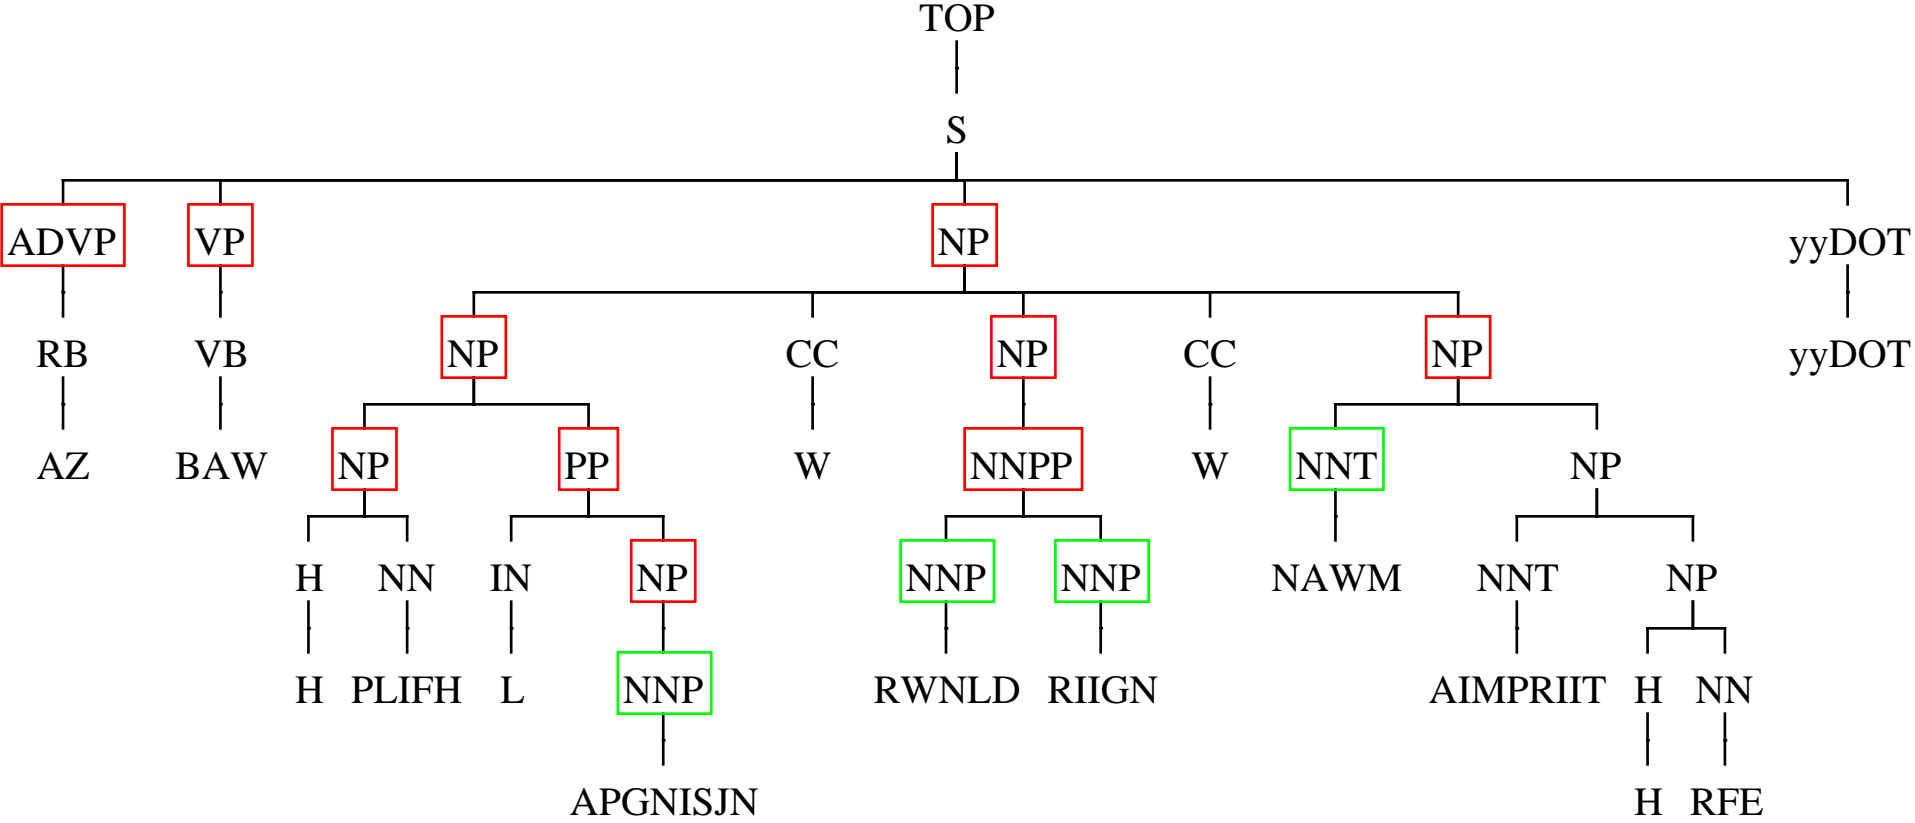 TOP
S
ADVP VP NP yyDOT
RB VB NP CC NP CC NP yyDOT
AZ BAW NP PP W NNPP W NNT NP
H NN IN NP NNP NNP NAWM NNT NP
H PLIFH L NNP RWNLD RIIGN AIMPRIIT H NN
APGNISJN H RFE